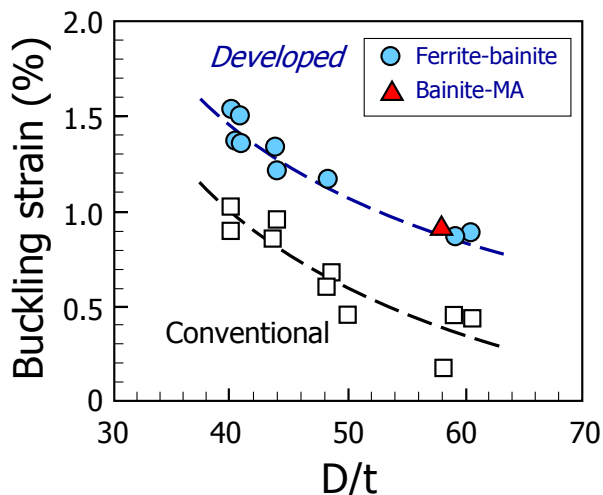 2.0
Developed
Ferrite-bainite
Bainite-MA
1.5
1.0
0.5
Conventional
0
30 40 50 60 70
D/t
Buckling strain (%)